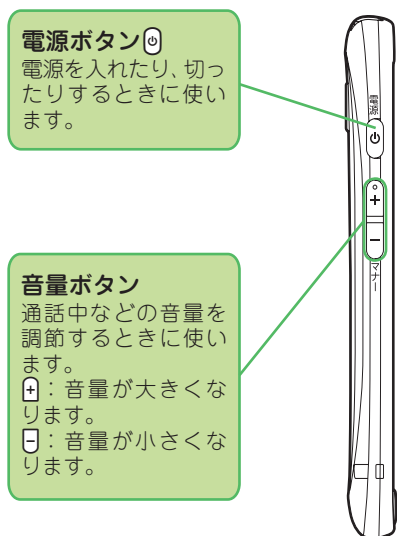 電源ボタン⏻
電源を入れたり、切っ
たりするときに使い
ます。
電源
+
−
マナー
音量ボタン
通話中などの音量を
調節するときに使い
ます。
+：音量が大きくな
ります。
−：音量が小さくな
ります。